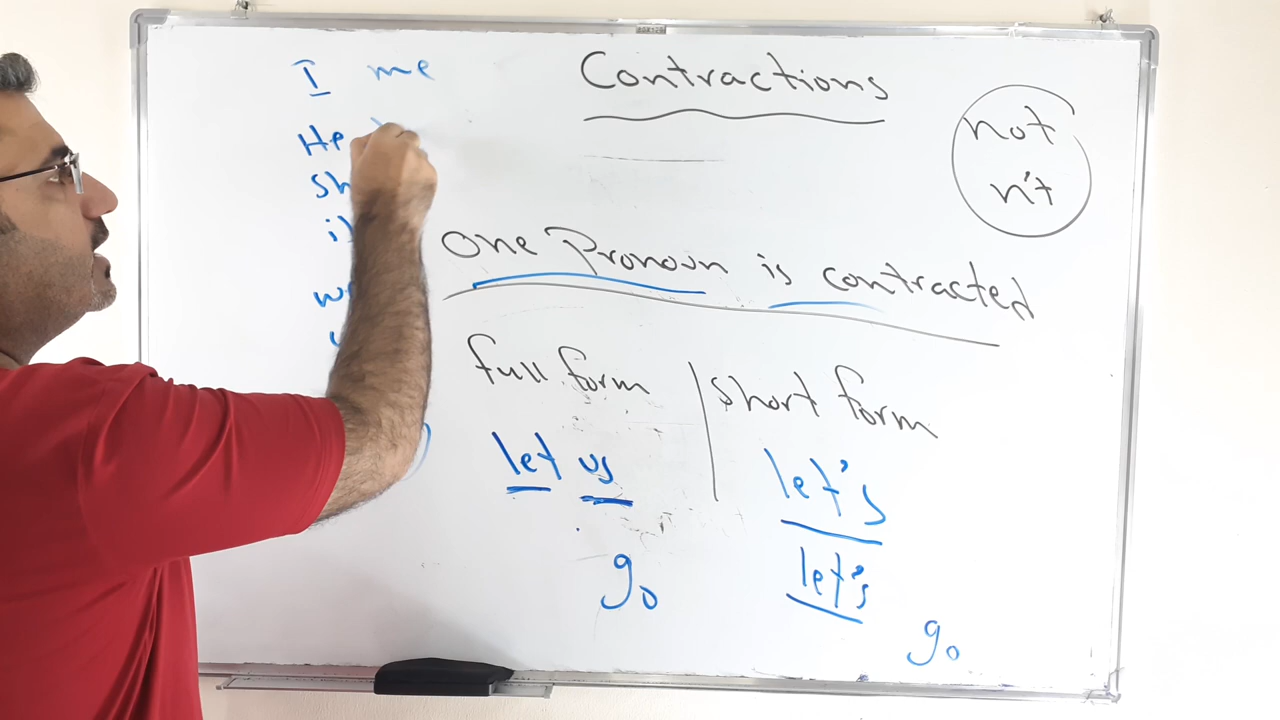 I me
Contractions
not
n't
He
Sh
One Pronoun is contracted
full form
short form
let us
let's
go
let's
go